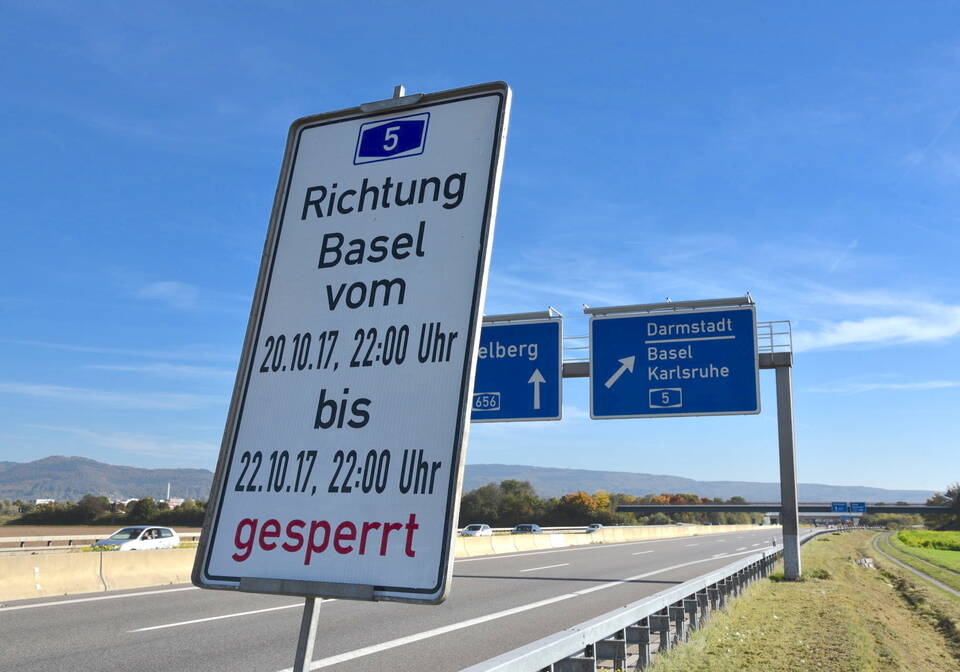 5
Richtung
Basel
vom
20.10.17, 22:00 Uhr
bis
22.10.17, 22:00 Uhr
gesperrt
elberg
656
Darmstadt
Basel
Karlsruhe
5